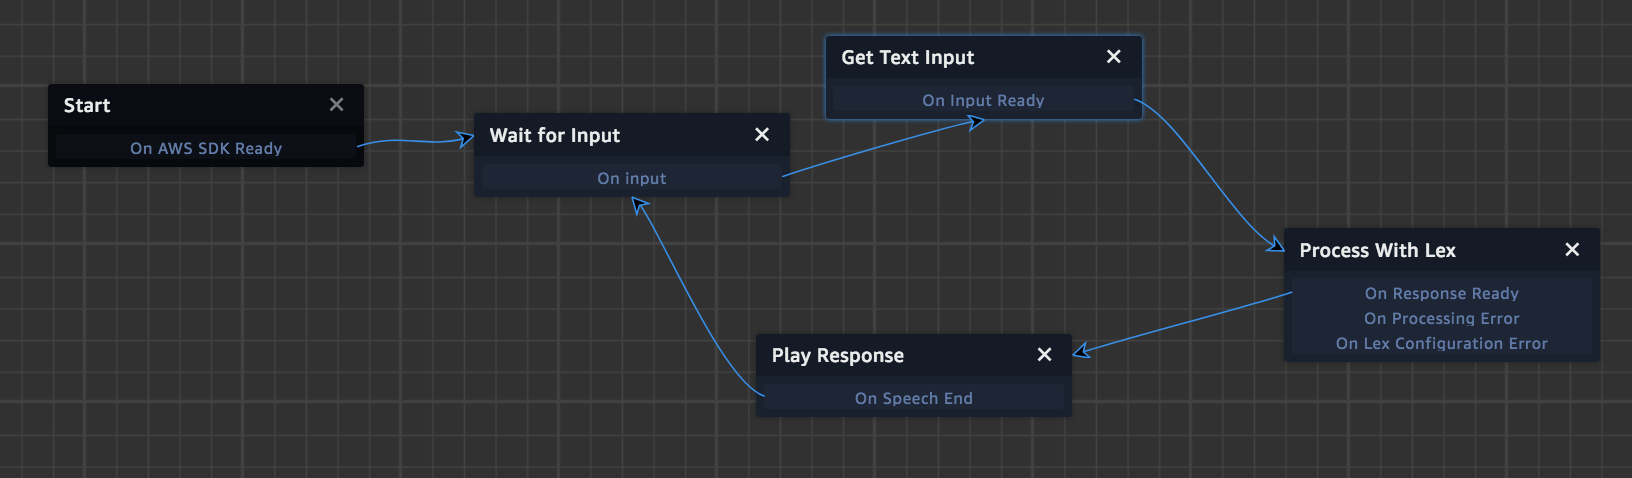 Start
On AWS SDK Ready
Wait for Input
On input
Get Text Input
On Input Ready
Process With Lex
On Response Ready
On Processing Error
On Lex Configuration Error
Play Response
On Speech End